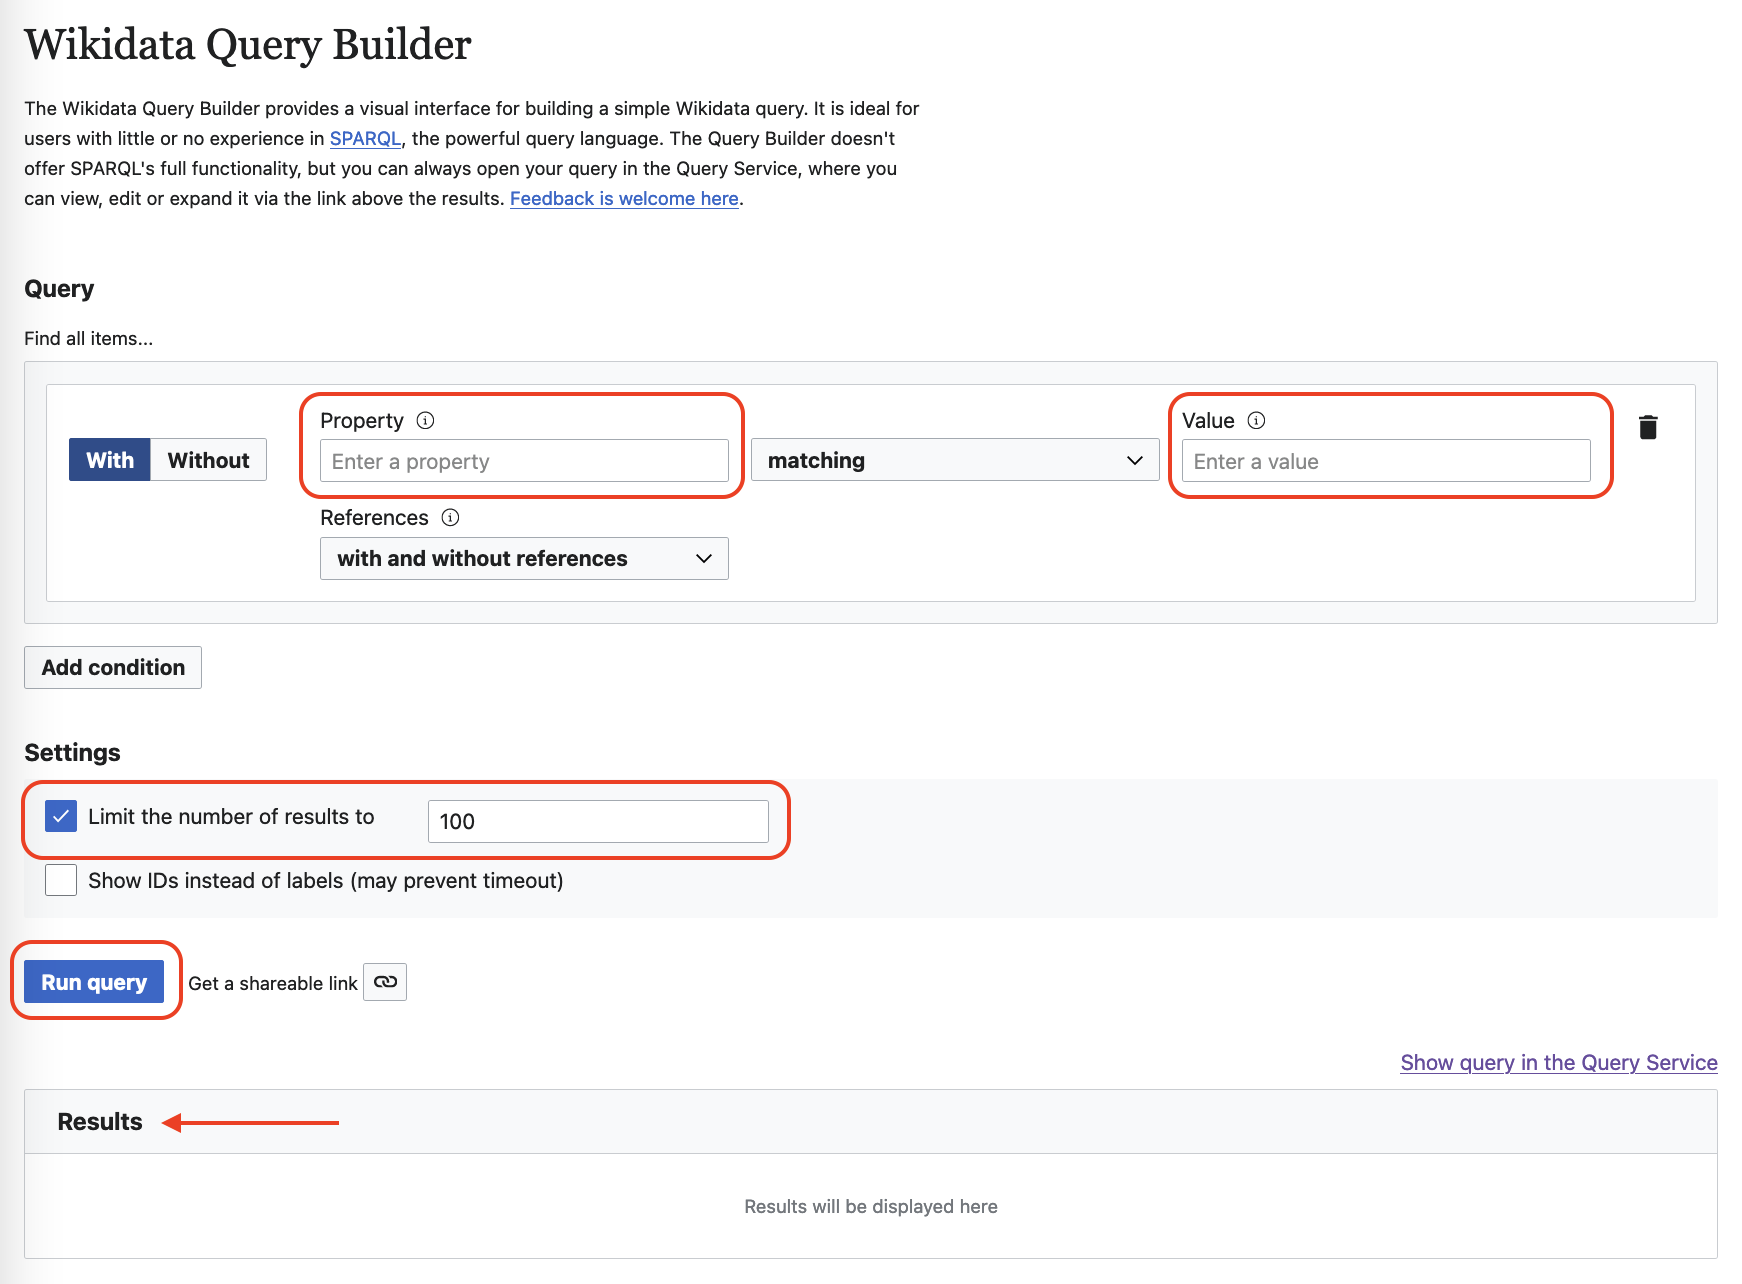 Wikidata Query Builder
The Wikidata Query Builder provides a visual interface for building a simple Wikidata query. It is ideal for
users with little or no experience in SPARQL, the powerful query language. The Query Builder doesn't
offer SPARQL's full functionality, but you can always open your query in the Query Service, where you
can view, edit or expand it via the link above the results. Feedback is welcome here.
Query
Find all items...
Property
Value
With
Without
Enter a property
matching
Enter a value
References
with and without references
Add condition
Settings
Limit the number of results to
100
Show IDs instead of labels (may prevent timeout)
Run query
Get a shareable link
Show query in the Query Service
Results
Results will be displayed here